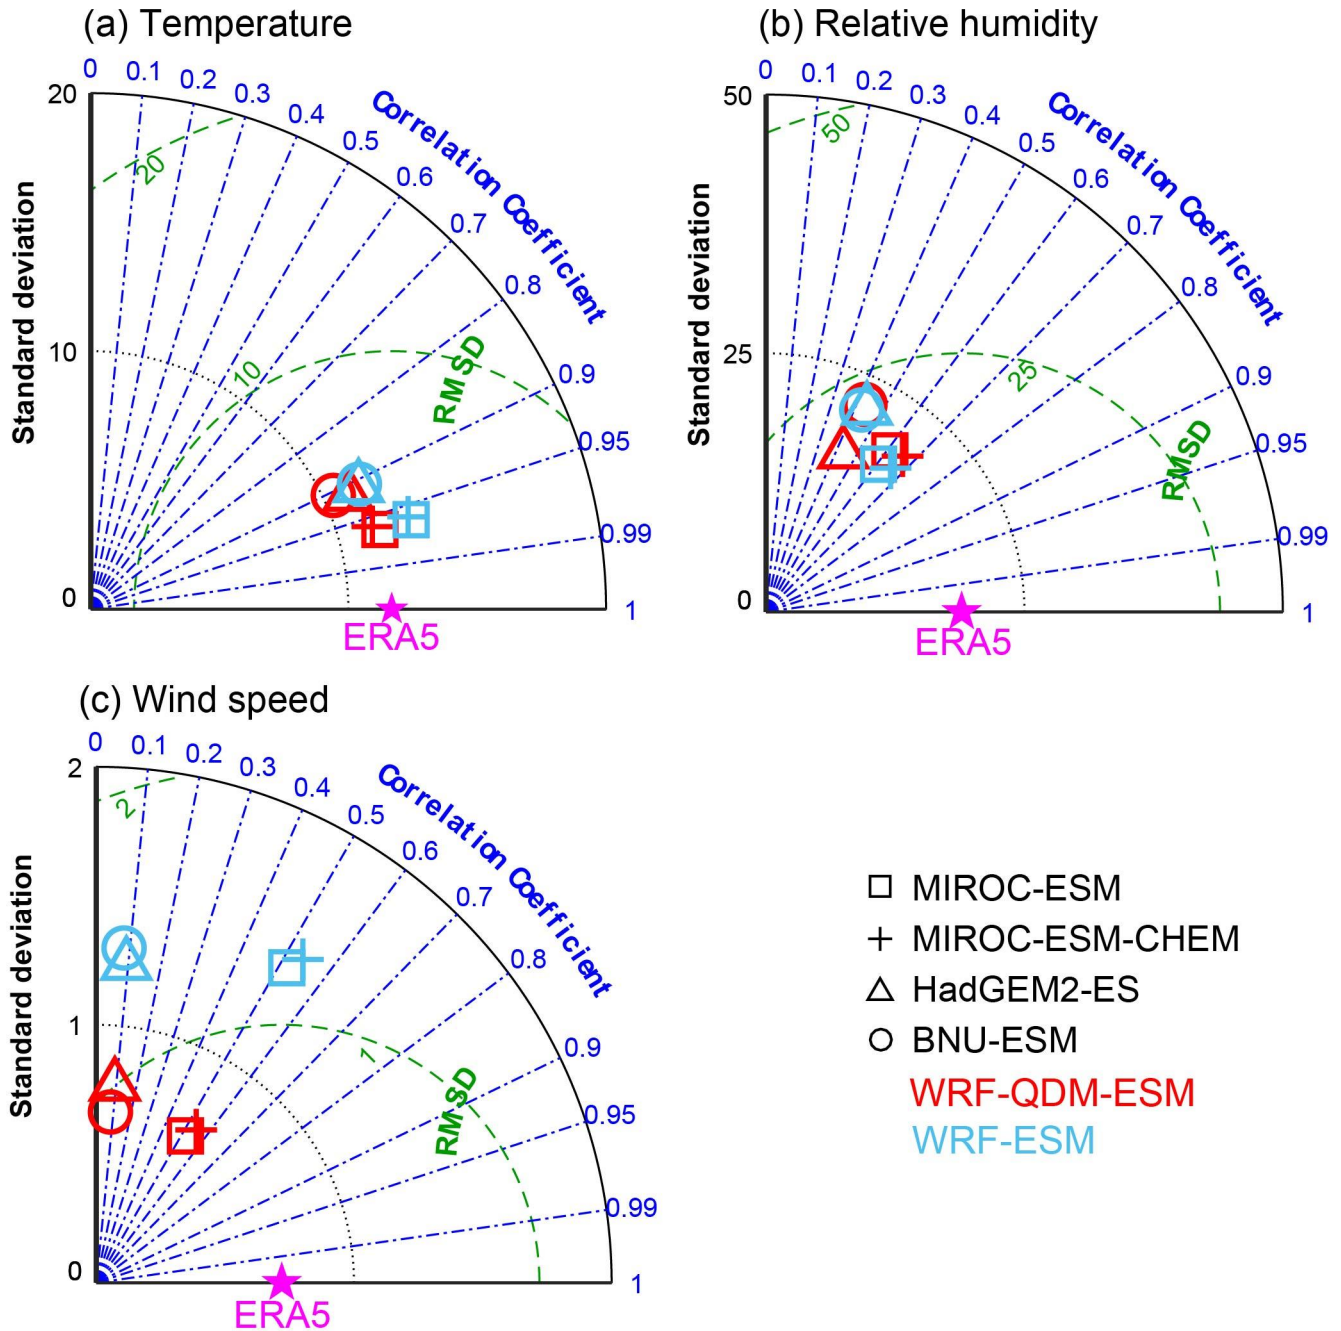 (a) Temperature
0 0.1 0.2 0.3 0.4 0.5 0.6 0.7 0.8 0.9 0.95 0.99 1
Correlation Coefficient
Standard deviation
20
10
0
20
10
RMSD
ERA5
(b) Relative humidity
0 0.1 0.2 0.3 0.4 0.5 0.6 0.7 0.8 0.9 0.95 0.99 1
Correlation Coefficient
Standard deviation
50
25
0
50
25
RMSD
ERA5
(c) Wind speed
0 0.1 0.2 0.3 0.4 0.5 0.6 0.7 0.8 0.9 0.95 0.99 1
Correlation Coefficient
Standard deviation
2
1
0
2
1
RMSD
ERA5
MIROC-ESM
MIROC-ESM-CHEM
HadGEM2-ES
BNU-ESM
WRF-QDM-ESM
WRF-ESM